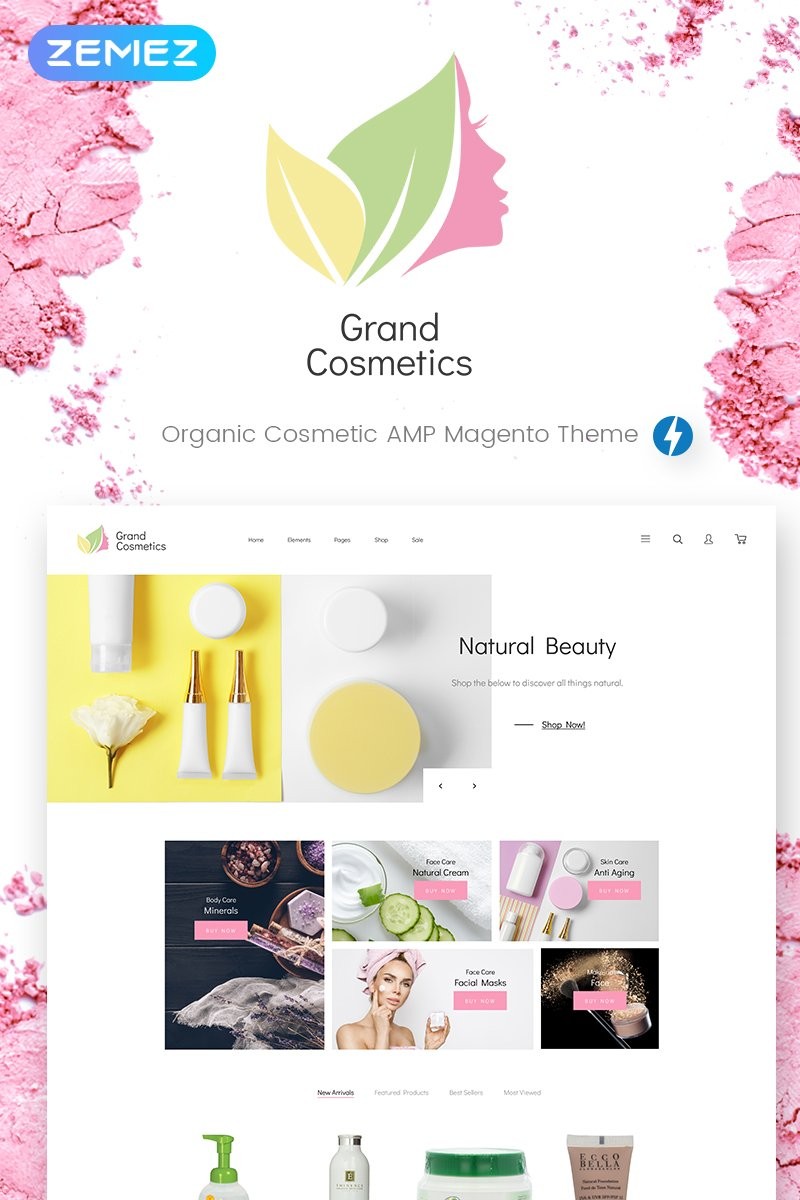 ZEMEZ
Grand
Cosmetics
Organic Cosmetic AMP Magento Theme
Grand
Cosmetics
Home Elements Pages Shop Sale
Natural Beauty
Shop the below to discover all things natural.
Shop Now!
Body Care
Minerals
BUY NOW
Face Care
Natural Cream
BUY NOW
Skin Care
Anti Aging
BUY NOW
Face Care
Facial Masks
BUY NOW
Face
BUY NOW
New Arrivals Featured Products Best Sellers Most Viewed
ECCO
BELLA